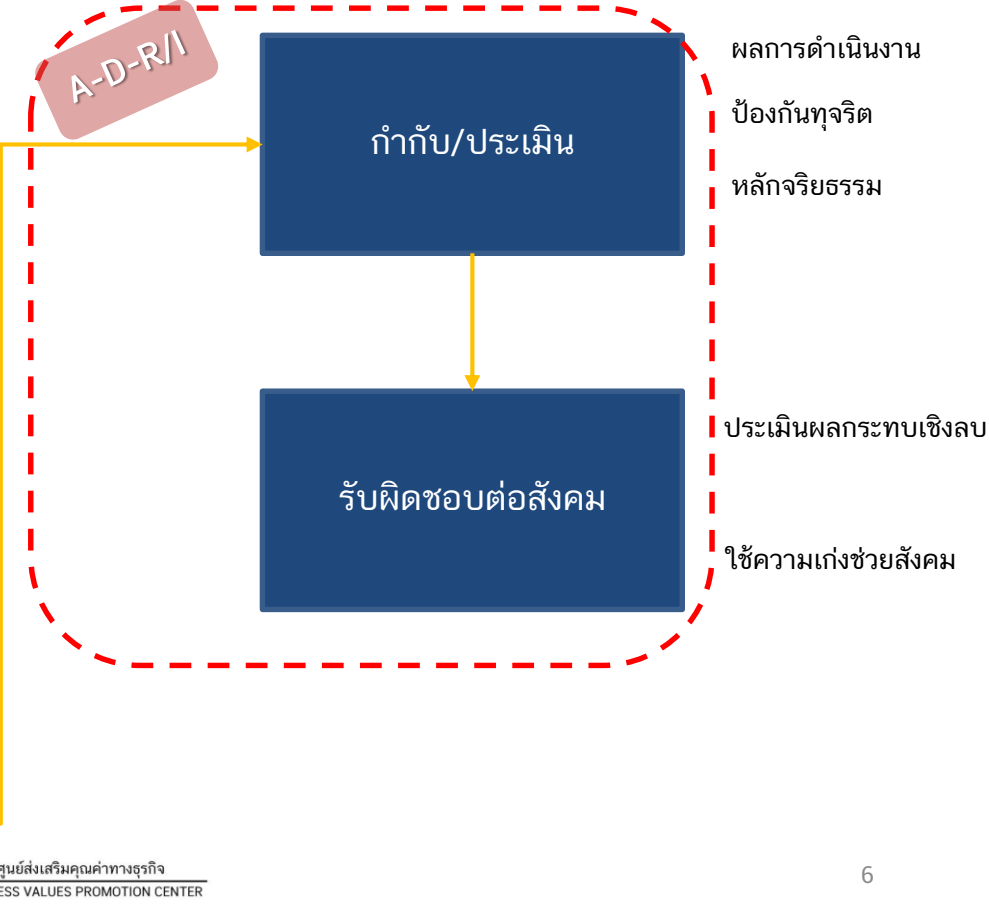 A-D-R/I
กำกับ/ประเมิน
ผลการดำเนินงาน
ป้องกันทุจริต
หลักจริยธรรม
รับผิดชอบต่อสังคม
ประเมินผลกระทบเชิงลบ
ใช้ความเก่งช่วยสังคม
ศูนย์ส่งเสริมคุณค่าทางธุรกิจ
ESS VALUES PROMOTION CENTER
6